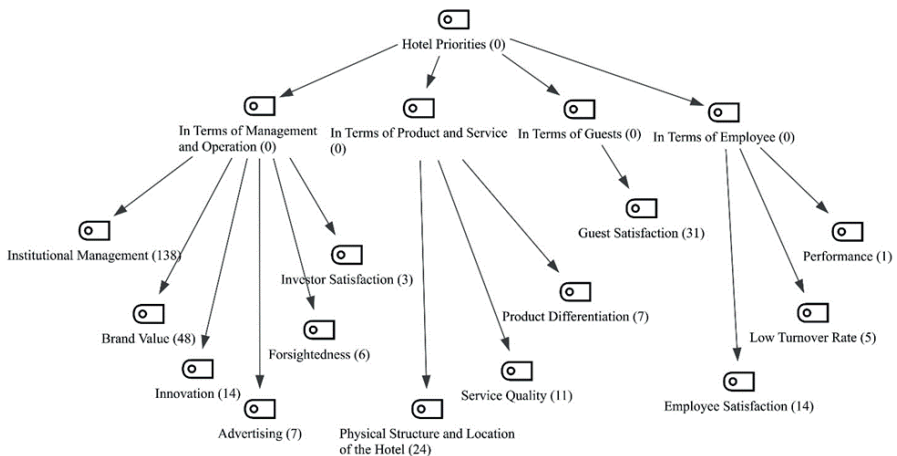 Hotel Priorities (0)
In Terms of Management
and Operation (0)
In Terms of Product and Service
(0)
In Terms of Guests (0)
In Terms of Employee (0)
Institutional Management (138)
Investor Satisfaction (3)
Guest Satisfaction (31)
Performance (1)
Brand Value (48)
Forsightedness (6)
Product Differentiation (7)
Low Turnover Rate (5)
Innovation (14)
Service Quality (11)
Employee Satisfaction (14)
Advertising (7)
Physical Structure and Location
of the Hotel (24)